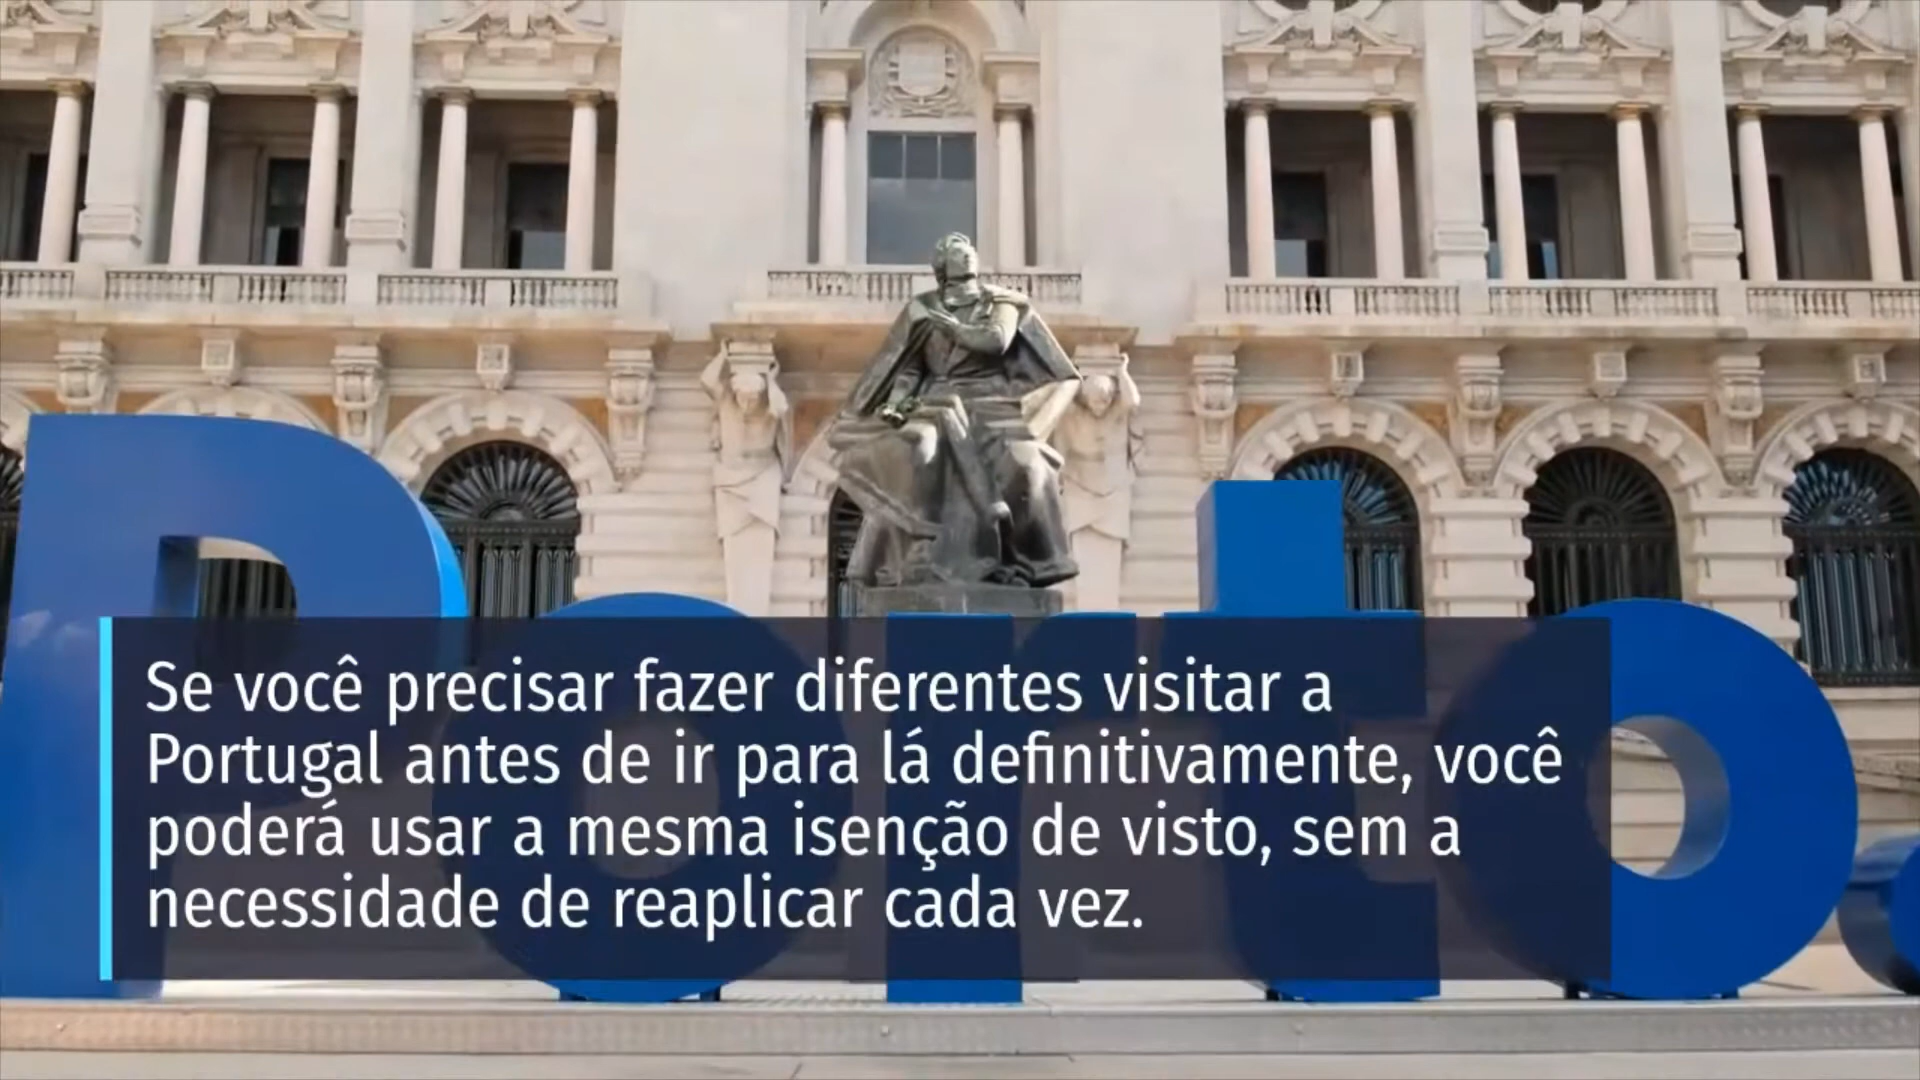 Porto.
Se você precisar fazer diferentes visitar a
Portugal antes de ir para lá definitivamente, você
poderá usar a mesma isenção de visto, sem a
necessidade de reaplicar cada vez.